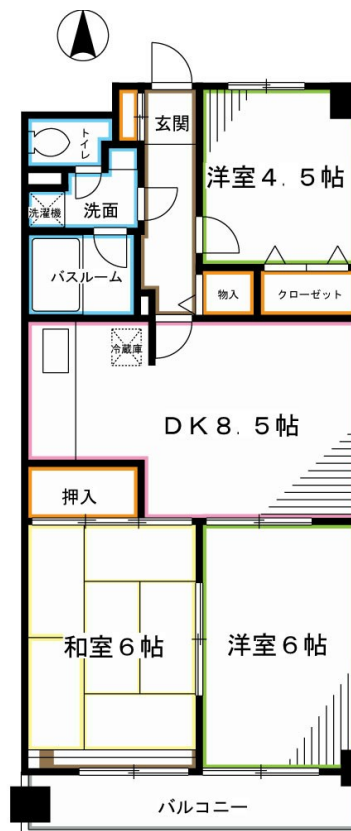 玄関
トイレ
洋室4.5帖
洗濯機
洗面
バスルーム
物入
クローゼット
冷蔵庫
DK8.5帖
押入
和室6帖
洋室6帖
バルコニー